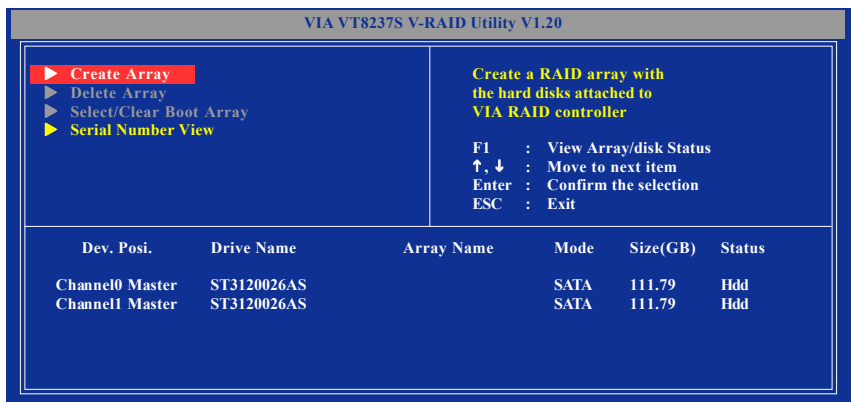 VIA VT8237S V-RAID Utility V1.20
Create Array
Delete Array
Select/Clear Boot Array
Serial Number View
Create a RAID array with
the hard disks attached to
VIA RAID controller
F1 : View Array/disk Status
↑, ↓ : Move to next item
Enter : Confirm the selection
ESC : Exit
Dev. Posi. Drive Name Array Name Mode Size(GB) Status
Channel0 Master ST3120026AS SATA 111.79 Hdd
Channel1 Master ST3120026AS SATA 111.79 Hdd